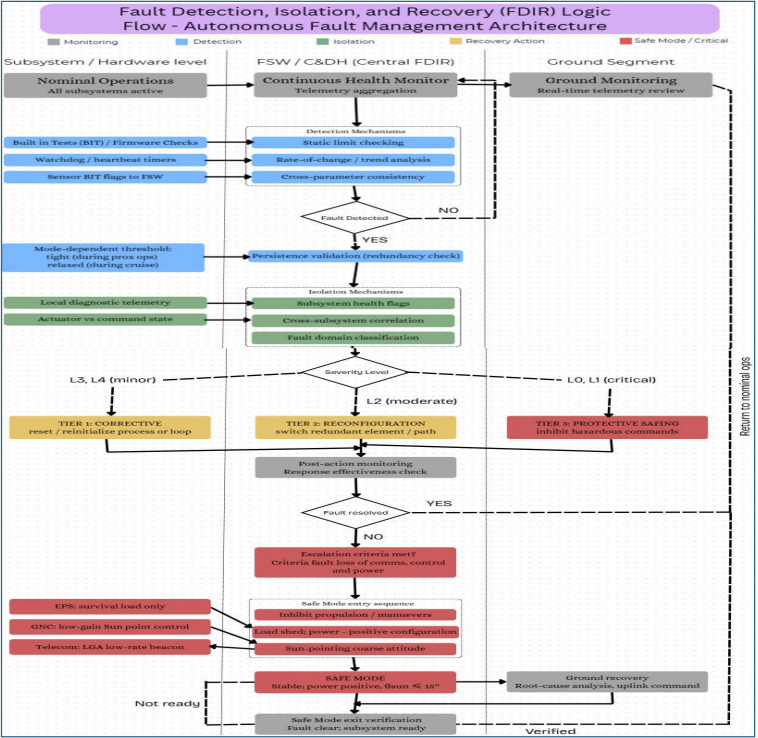 Fault Detection, Isolation, and Recovery (FDIR) Logic
Flow - Autonomous Fault Management Architecture
Monitoring
Detection
Isolation
Recovery Action
Safe Mode / Critical
Subsystem / Hardware level
FSW / C&DH (Central FDIR)
Ground Segment
Nominal Operations
All subsystems active
Continuous Health Monitor
Telemetry aggregation
Ground Monitoring
Real-time telemetry review
Detection Mechanisms
Built in Tests (BIT) / Firmware Checks
Static limit checking
Watchdog / heartbeat timers
Rate-of-change / trend analysis
Sensor BIT flags to FSW
Cross-parameter consistency
Fault Detected
NO
YES
Mode-dependent threshold:
tight (during prox ops)
relaxed (during cruise)
Persistence validation (redundancy check)
Isolation Mechanisms
Local diagnostic telemetry
Subsystem health flags
Actuator vs command state
Cross-subsystem correlation
Fault domain classification
Severity Level
L3, L4 (minor)
L0, L1 (critical)
L2 (moderate)
TIER 1: CORRECTIVE
reset / reinitialize process or loop
TIER 2: RECONFIGURATION
switch redundant element / path
TIER 3: PROTECTIVE SAFING
inhibit hazardous commands
Return to nominal ops
Post-action monitoring
Response effectiveness check
Fault resolved
YES
NO
Escalation criteria met?
Criteria fault loss of comms, control
and power
Safe Mode entry sequence
EPS: survival load only
Inhibit propulsion / manuevers
GNC: low-gain Sun point control
Load shed; power - positive configuration
Telecom: LGA low-rate beacon
Sun-pointing coarse attitude
SAFE MODE
Stable; power positive, θsun ⩽ 15°
Ground recovery
Root-cause analysis, uplink command
Not ready
Safe Mode exit verification
Fault clear; subsystem ready
Verified